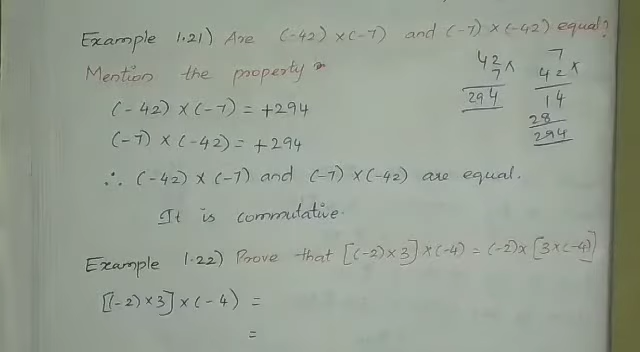 Example 1.21) Are (-42) × (-7) and (-7) × (-42) equal?
Mention the property
(-42) × (-7) = +294
(-7) × (-42) = +294
∴ (-42) × (-7) and (-7) × (-42) are equal.
It is commutative.
42 ×
7
294
7
42 ×
14
28
294
Example 1.22) Prove that [(-2) × 3] × (-4) = (-2) × [3 × (-4)]
[(-2) × 3] × (-4) =
=